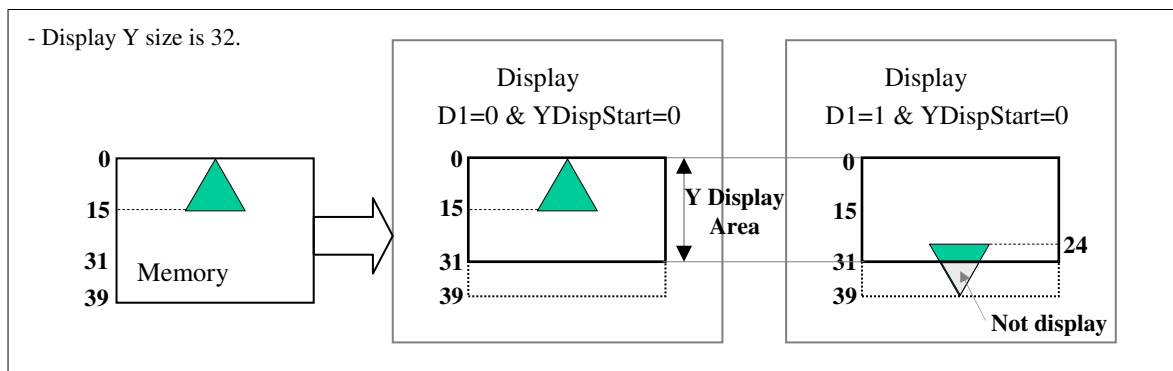 - Display Y size is 32.
Display
D1=0 & YDispStart=0
Display
D1=1 & YDispStart=0
0
15
31
39
Memory
0
15
31
39
Y Display
Area
0
15
31
39
24
Not display